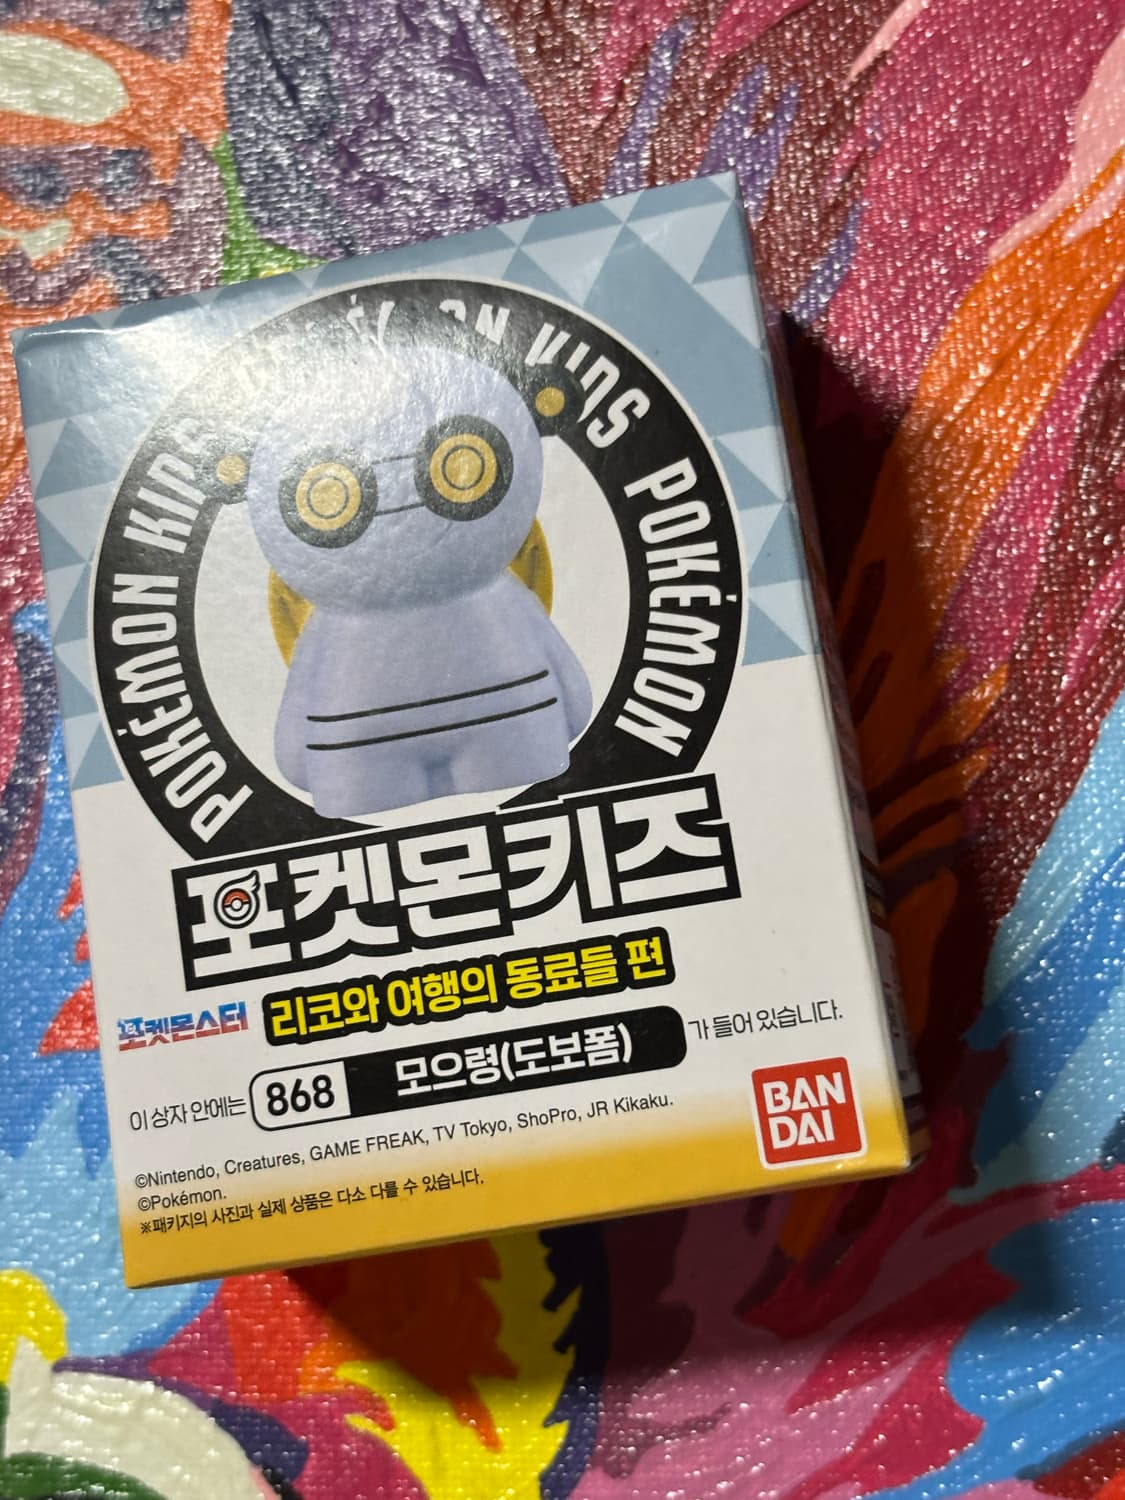 POKÉMON KIDS
KIDS POKÉMON
포켓몬키즈
포켓몬스터 리코와 여행의 동료들 편
이 상자 안에는 868 모으령(도보폼) 가 들어 있습니다.
©Nintendo, Creatures, GAME FREAK, TV Tokyo, ShoPro, JR Kikaku.
©Pokémon.
※패키지의 사진과 실제 상품은 다소 다를 수 있습니다.
BAN
DAI